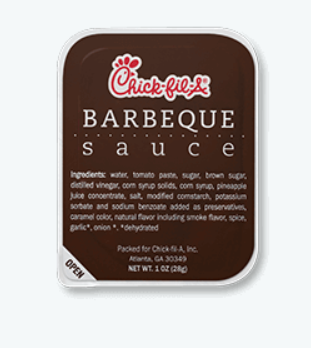 Chick-fil-A®
BARBEQUE
sauce
Ingredients: water, tomato paste, sugar, brown sugar,
distilled vinegar, corn syrup solids, corn syrup, pineapple
juice concentrate, salt, modified cornstarch, potassium
sorbate and sodium benzoate added as preservatives,
caramel color, natural flavor including smoke flavor, spice,
garlic*, onion *. *dehydrated
Packed for Chick-fil-A, Inc.
Atlanta, GA 30349
NET WT. 1 OZ (28g)
OPEN